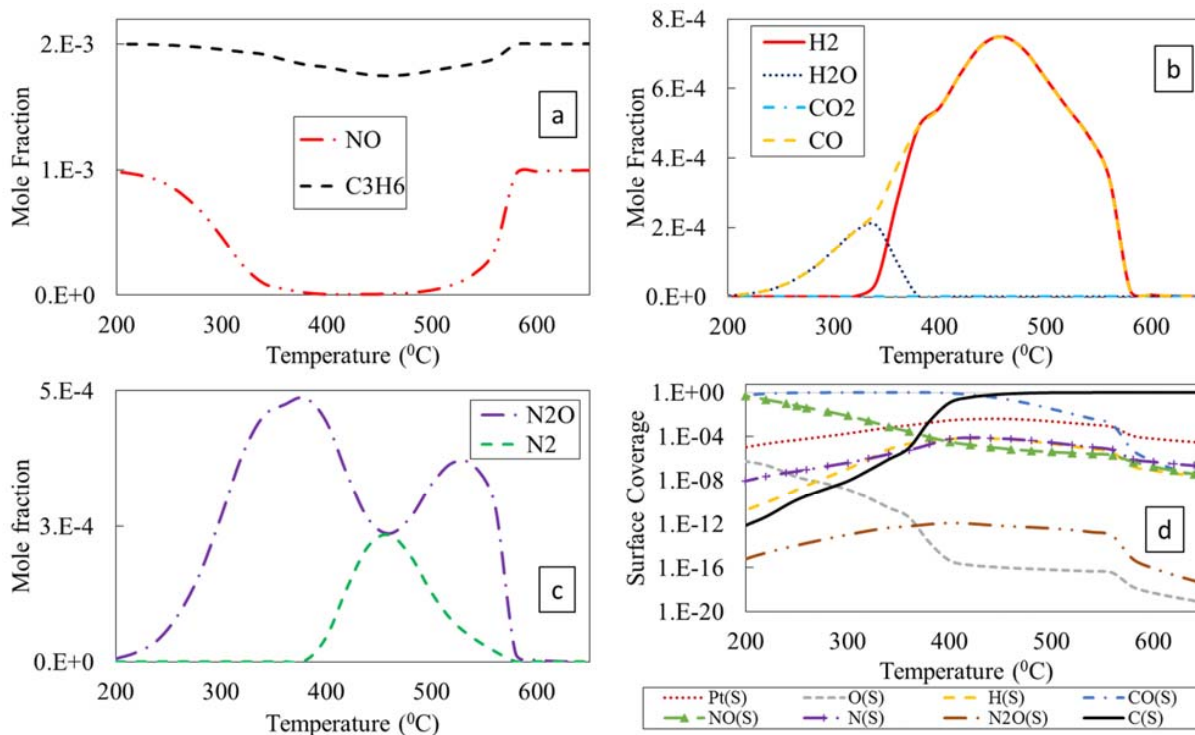 2.E-3
1.E-3
0.E+0
Mole Fraction
NO
C3H6
a
200 300 400 500 600
Temperature (⁰C)
8.E-4
6.E-4
4.E-4
2.E-4
0.E+0
Mole Fraction
H2
H2O
CO2
CO
b
200 300 400 500 600
Temperature (⁰C)
5.E-4
3.E-4
0.E+0
Mole fraction
N2O
N2
c
200 300 400 500 600
Temperature (⁰C)
1.E+00
1.E-04
1.E-08
1.E-12
1.E-16
1.E-20
Surface Coverage
d
200 300 400 500 600
Temperature (⁰C)
Pt(S) O(S) H(S) CO(S)
NO(S) N(S) N2O(S) C(S)